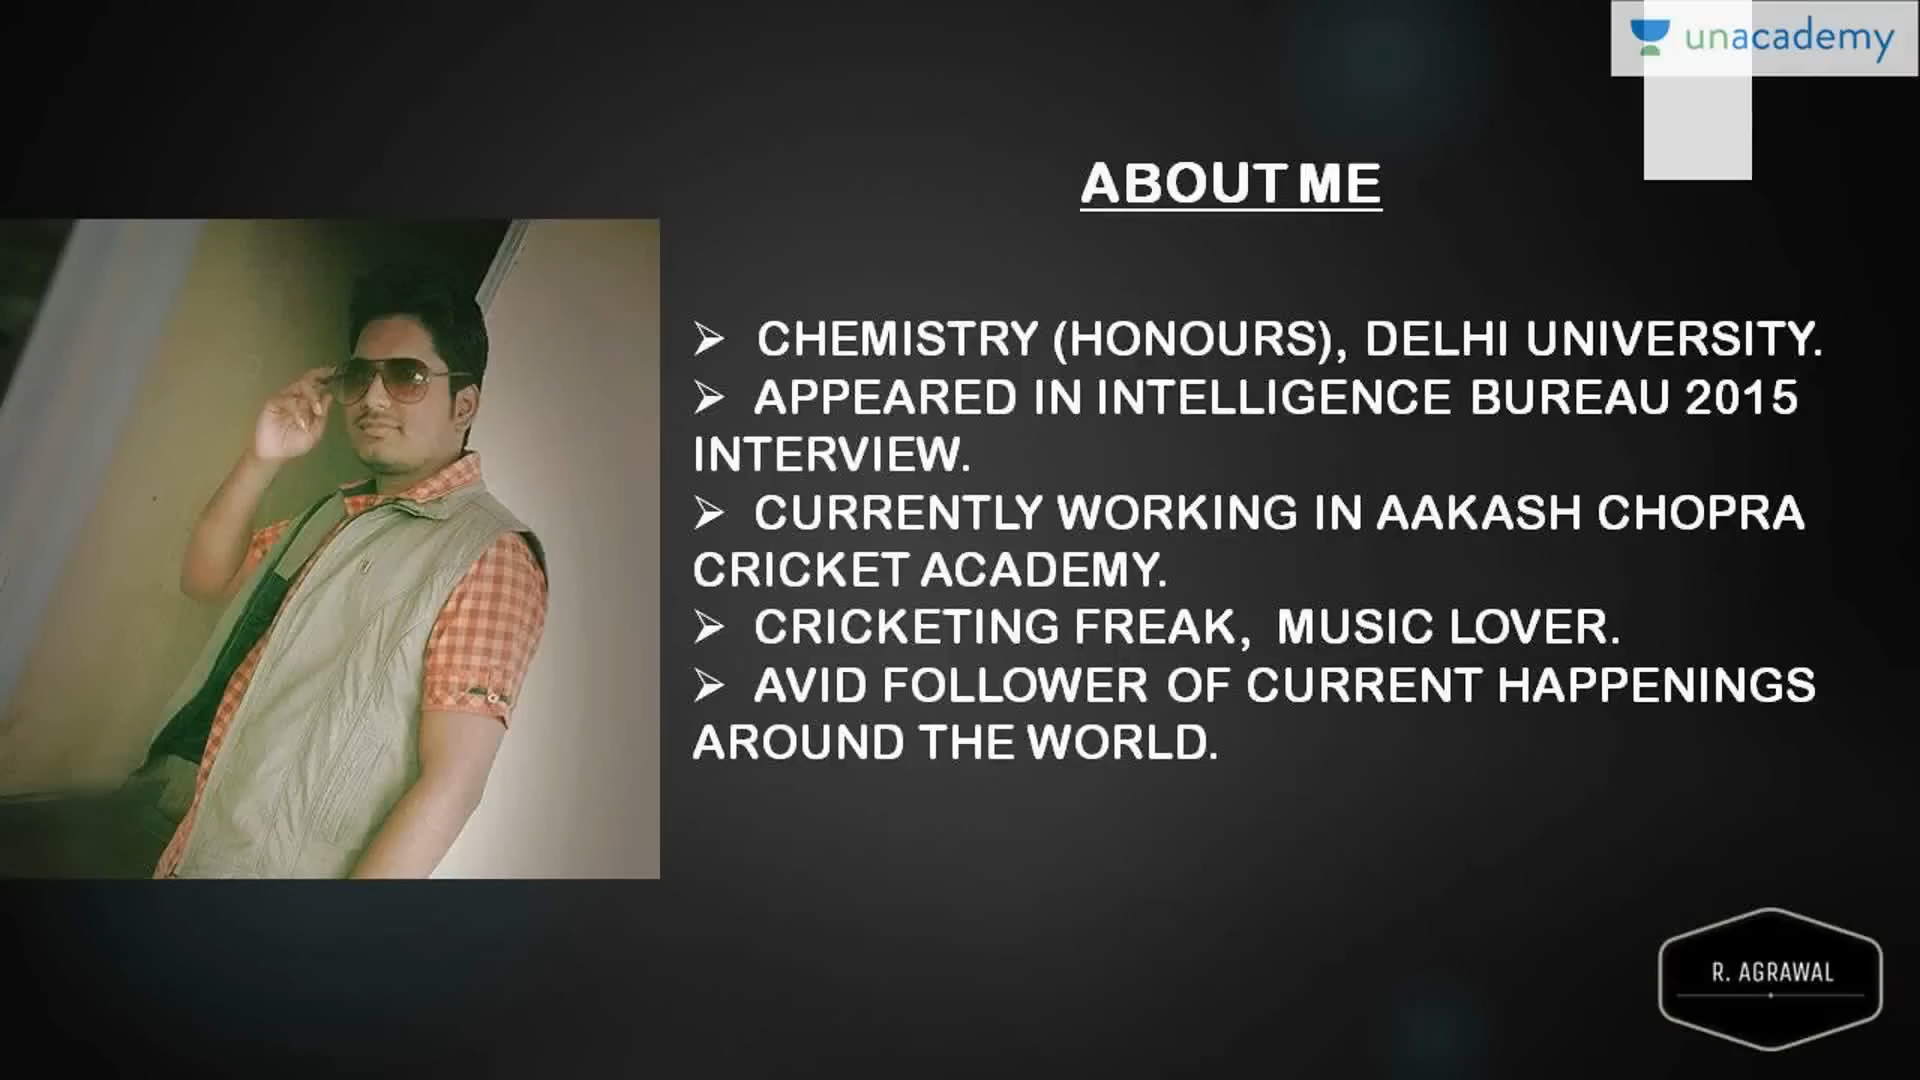 unacademy
ABOUT ME
➢ CHEMISTRY (HONOURS), DELHI UNIVERSITY.
➢ APPEARED IN INTELLIGENCE BUREAU 2015
INTERVIEW.
➢ CURRENTLY WORKING IN AAKASH CHOPRA
CRICKET ACADEMY.
➢ CRICKETING FREAK, MUSIC LOVER.
➢ AVID FOLLOWER OF CURRENT HAPPENINGS
AROUND THE WORLD.
R. AGRAWAL